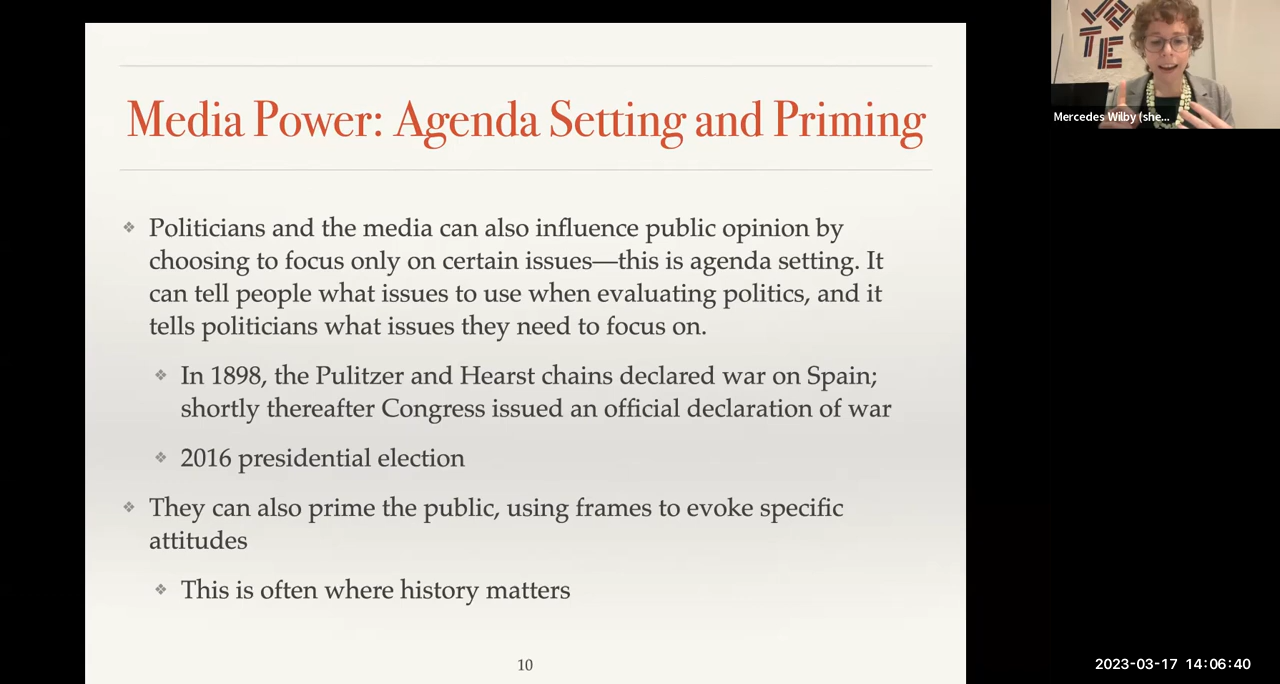 Media Power: Agenda Setting and Priming
Politicians and the media can also influence public opinion by
choosing to focus only on certain issues—this is agenda setting. It
can tell people what issues to use when evaluating politics, and it
tells politicians what issues they need to focus on.
In 1898, the Pulitzer and Hearst chains declared war on Spain;
shortly thereafter Congress issued an official declaration of war
2016 presidential election
They can also prime the public, using frames to evoke specific
attitudes
This is often where history matters
10
VOTE
Mercedes Wilby (she...
2023-03-17 14:06:40